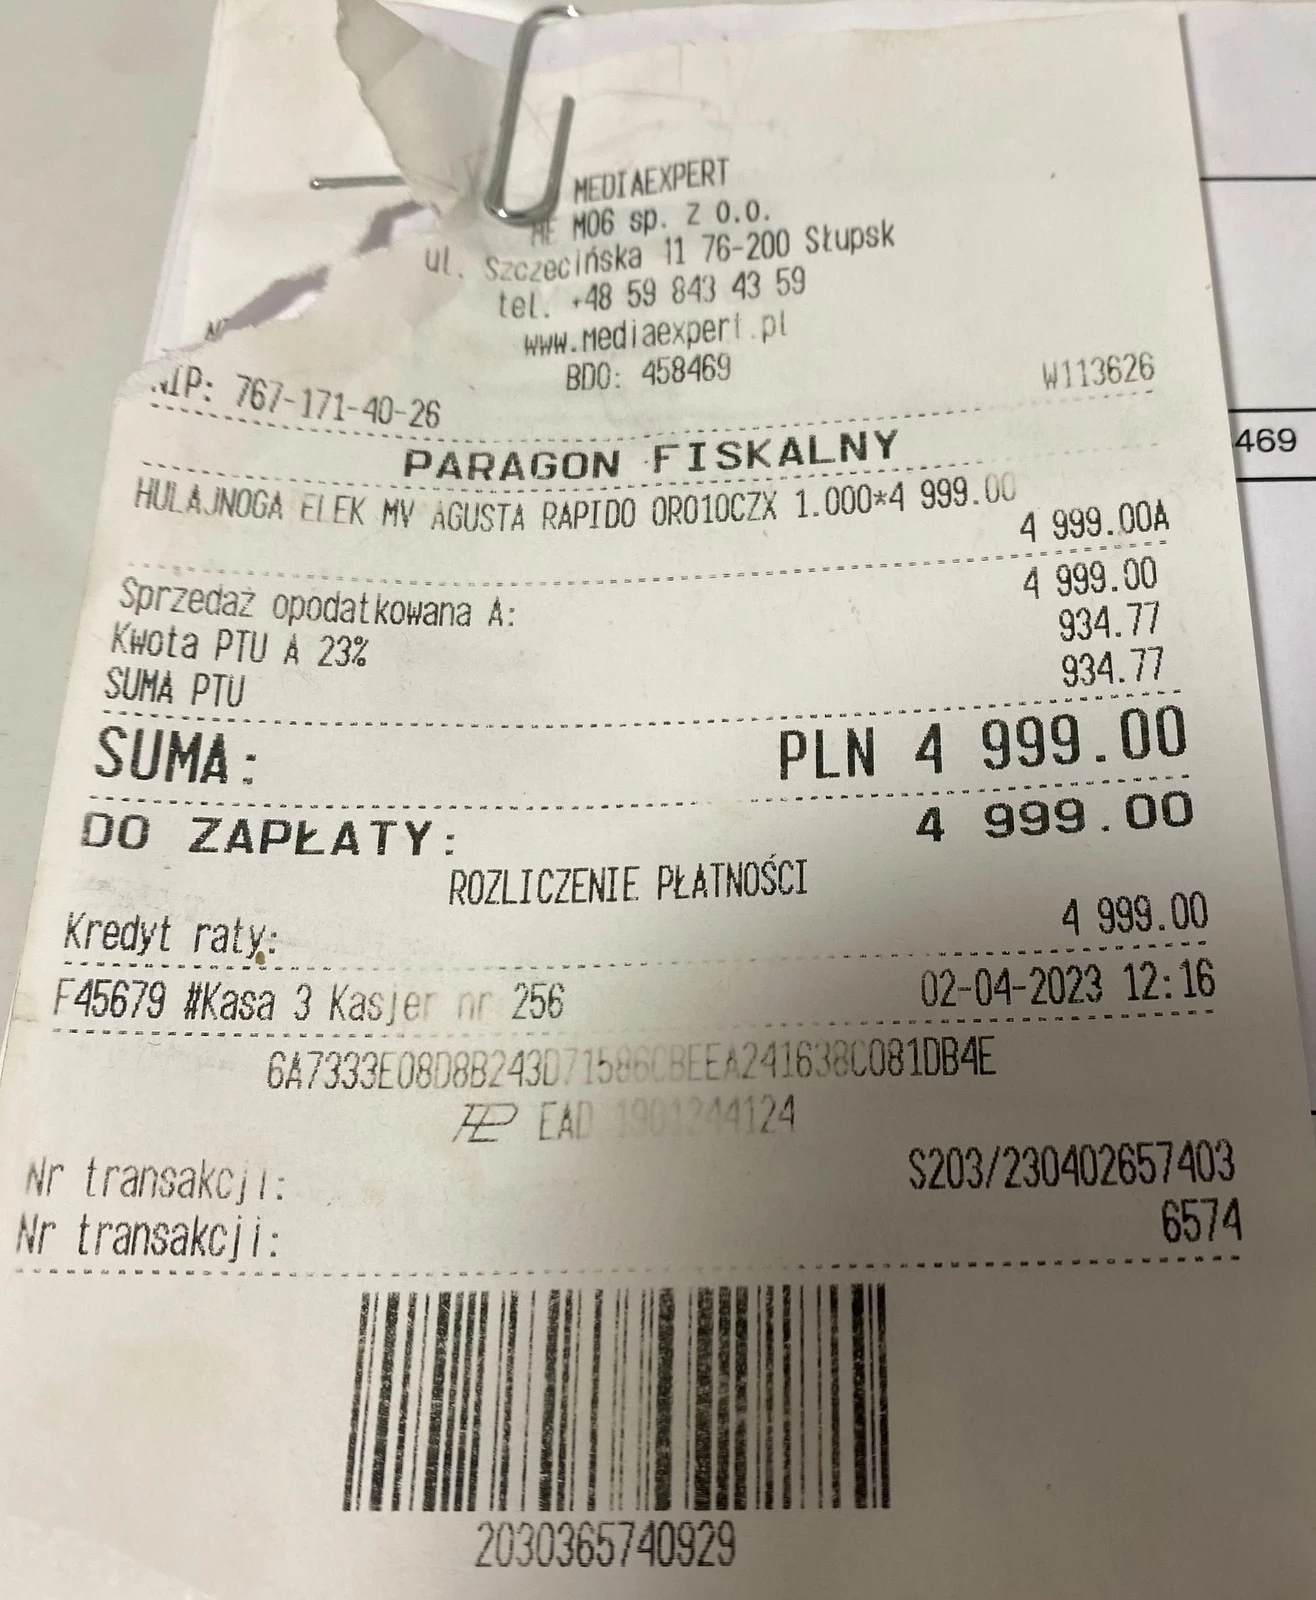 MEDIAEXPERT
ME M06 sp. Z O.O.
ul. Szczecińska 11 76-200 Słupsk
tel. +48 59 843 43 59
www.mediaexpert.pl
BDO: 458469
NIP: 767-171-40-26
W113626
PARAGON FISKALNY
HULAJNOGA ELEK MV AGUSTA RAPIDO OR010CZX 1.000*4 999.00
4 999.00A
Sprzedaż opodatkowana A: 4 999.00
Kwota PTU A 23% 934.77
SUMA PTU 934.77
SUMA: PLN 4 999.00
DO ZAPŁATY: 4 999.00
ROZLICZENIE PŁATNOŚCI
Kredyt raty: 4 999.00
F45679 #Kasa 3 Kasjer nr 256 02-04-2023 12:16
6A7333E08D8B243D71586CBEEA241638C081DB4E
EAD 1901244124
Nr transakcji: S203/230402657403
Nr transakcji: 6574
2030365740929
469